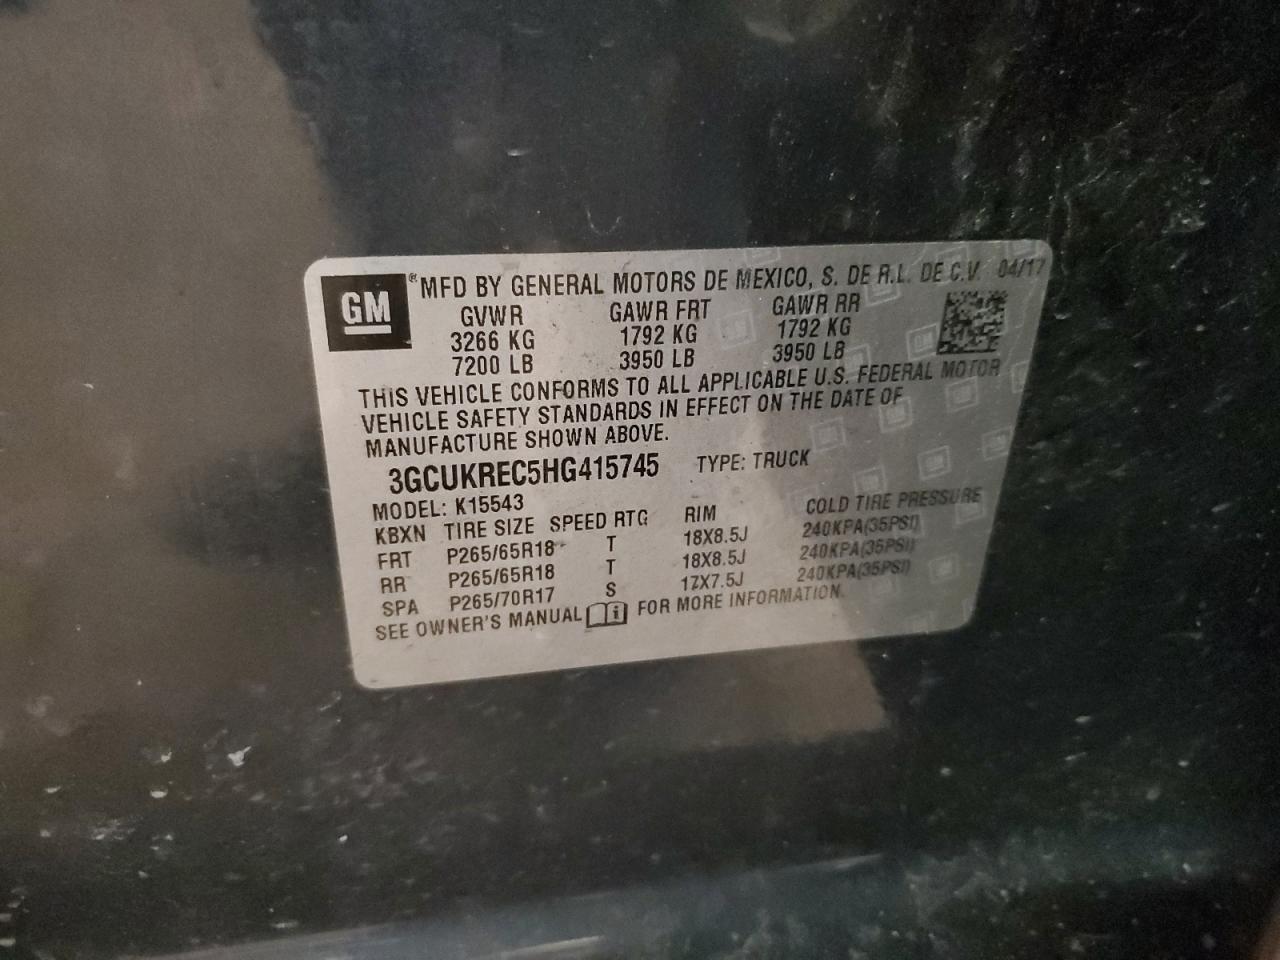 GM
® MFD BY GENERAL MOTORS DE MEXICO, S. DE R.L. DE C.V. 04/17
GVWR GAWR FRT GAWR RR
3266 KG 1792 KG 1792 KG
7200 LB 3950 LB 3950 LB
THIS VEHICLE CONFORMS TO ALL APPLICABLE U.S. FEDERAL MOTOR
VEHICLE SAFETY STANDARDS IN EFFECT ON THE DATE OF
MANUFACTURE SHOWN ABOVE.
3GCUKREC5HG415745 TYPE: TRUCK
MODEL: K15543
KBXN TIRE SIZE SPEED RTG RIM COLD TIRE PRESSURE
FRT P265/65R18 T 18X8.5J 240KPA(35PSI)
RR P265/65R18 T 18X8.5J 240KPA(35PSI)
SPA P265/70R17 S 17X7.5J 240KPA(35PSI)
SEE OWNER'S MANUAL i FOR MORE INFORMATION.